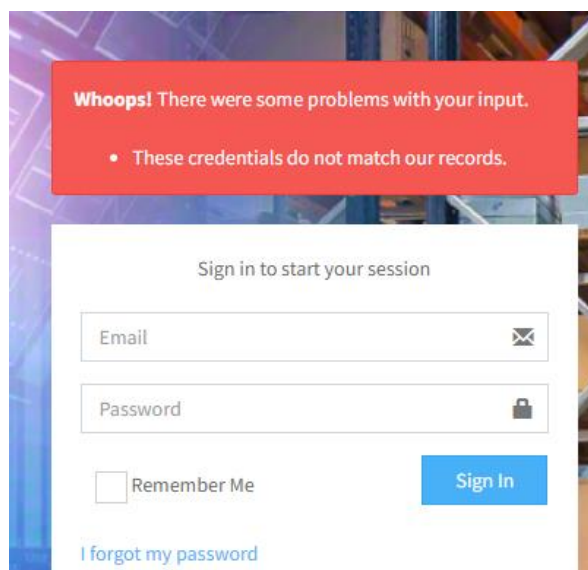 Whoops! There were some problems with your input.
These credentials do not match our records.
Sign in to start your session
Email
Password
Remember Me
Sign In
I forgot my password